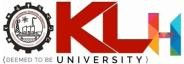 KLH
(DEEMED TO BE UNIVERSITY)